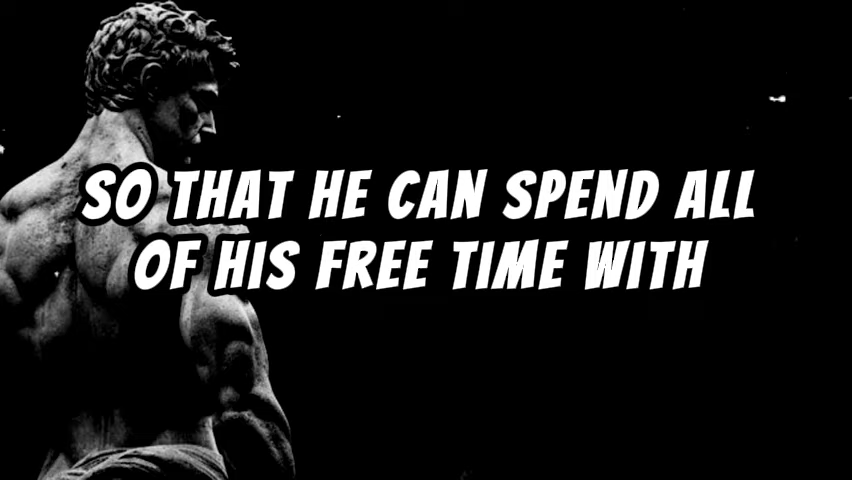 SO THAT HE CAN SPEND ALL
OF HIS FREE TIME WITH